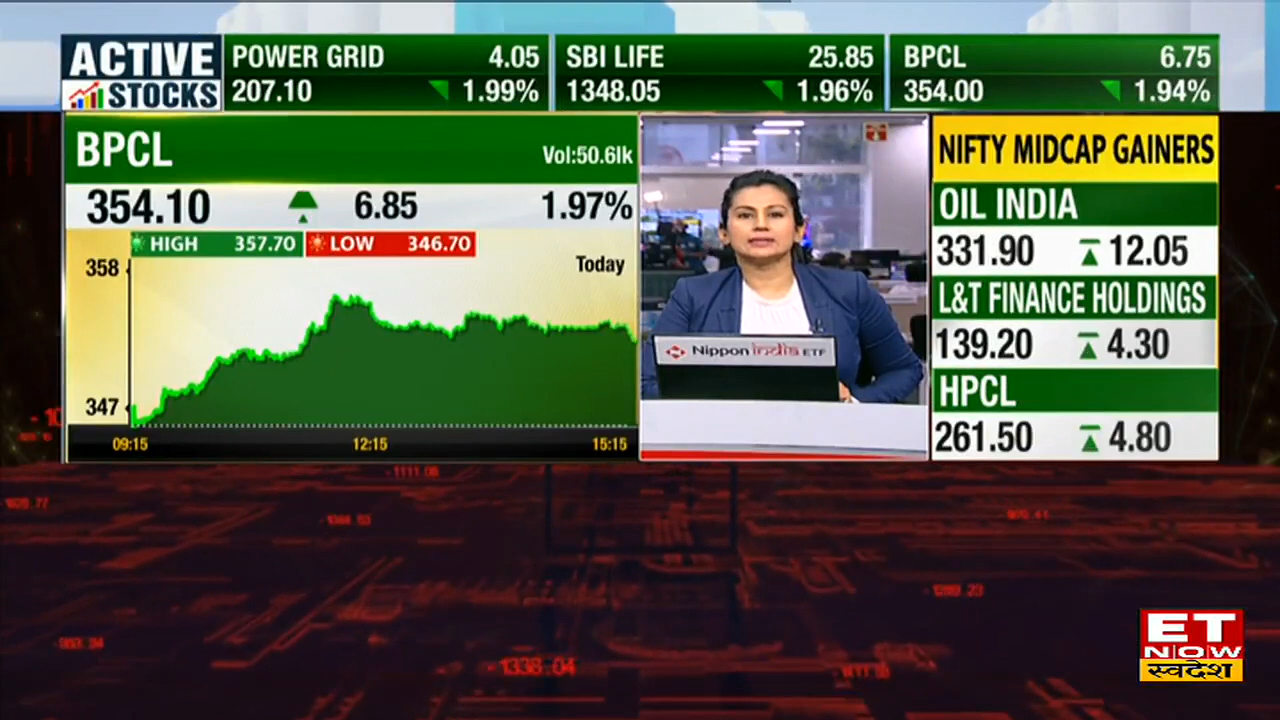 ACTIVE
STOCKS
POWER GRID 4.05
207.10 1.99%
SBI LIFE 25.85
1348.05 1.96%
BPCL 6.75
354.00 1.94%
BPCL Vol:50.6lk
354.10 6.85 1.97%
HIGH 357.70 LOW 346.70
Today
358
347
09:15 12:15 15:15
Nippon india ETF
NIFTY MIDCAP GAINERS
OIL INDIA
331.90 12.05
L&T FINANCE HOLDINGS
139.20 4.30
HPCL
261.50 4.80
-1338.04
ET
NOW
स्वदेश